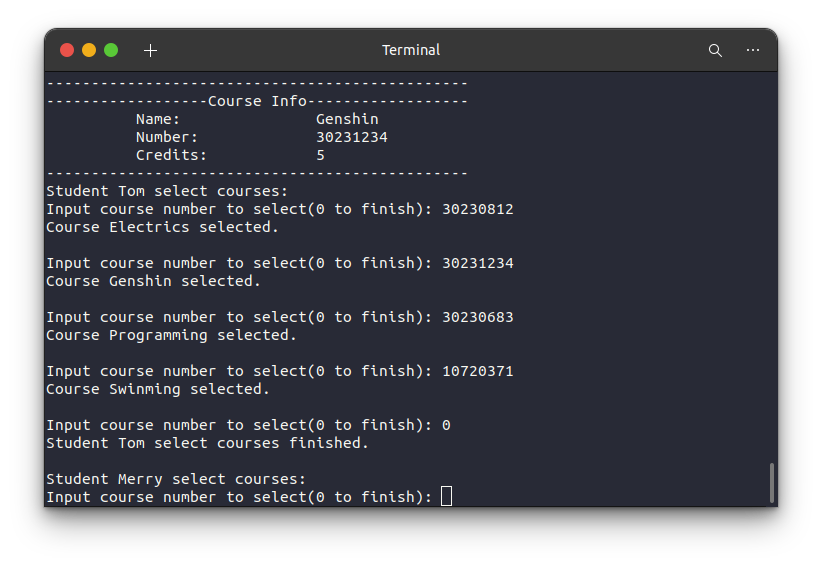 Terminal
-----------------------------------------------
------------------Course Info------------------
          Name:               Genshin
          Number:             30231234
          Credits:            5
-----------------------------------------------
Student Tom select courses:
Input course number to select(0 to finish): 30230812
Course Electrics selected.
Input course number to select(0 to finish): 30231234
Course Genshin selected.
Input course number to select(0 to finish): 30230683
Course Programming selected.
Input course number to select(0 to finish): 10720371
Course Swinming selected.
Input course number to select(0 to finish): 0
Student Tom select courses finished.
Student Merry select courses:
Input course number to select(0 to finish):